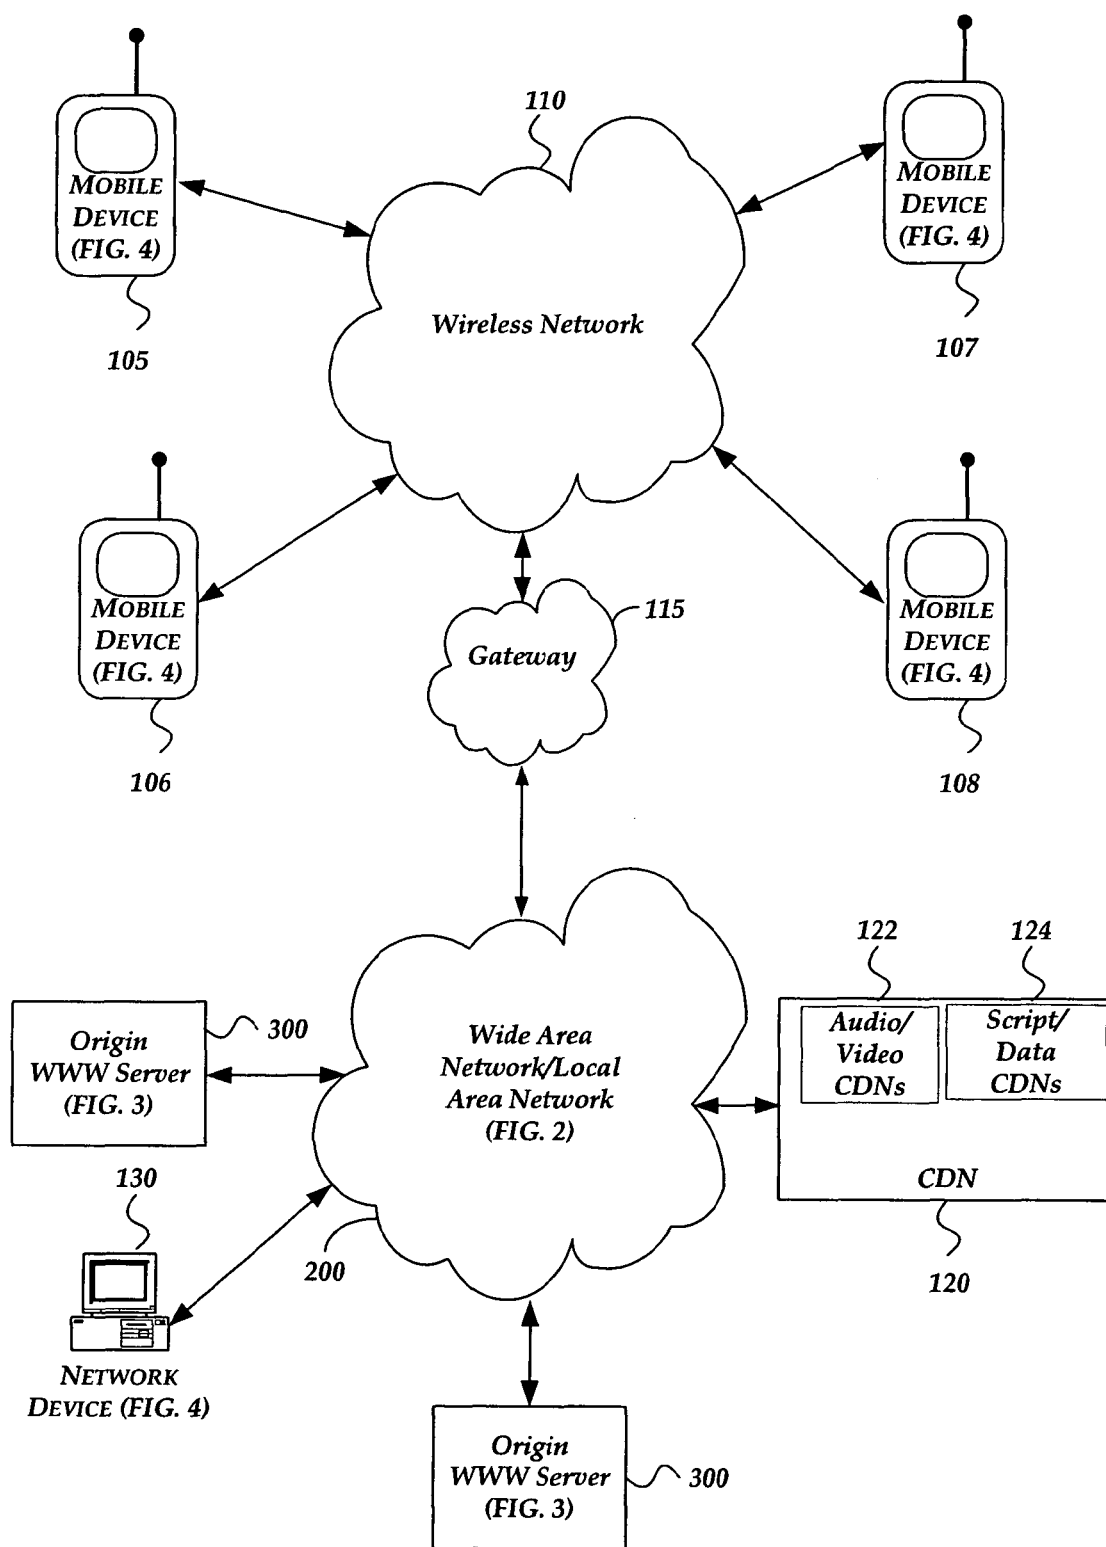 110
MOBILE
DEVICE
(FIG. 4)
105
MOBILE
DEVICE
(FIG. 4)
107
Wireless Network
MOBILE
DEVICE
(FIG. 4)
106
MOBILE
DEVICE
(FIG. 4)
108
115
Gateway
122
124
300
Origin
WWW Server
(FIG. 3)
Wide Area
Network/Local
Area Network
(FIG. 2)
Audio/
Video
CDNs
Script/
Data
CDNs
CDN
120
130
200
NETWORK
DEVICE (FIG. 4)
Origin
WWW Server
(FIG. 3)
300